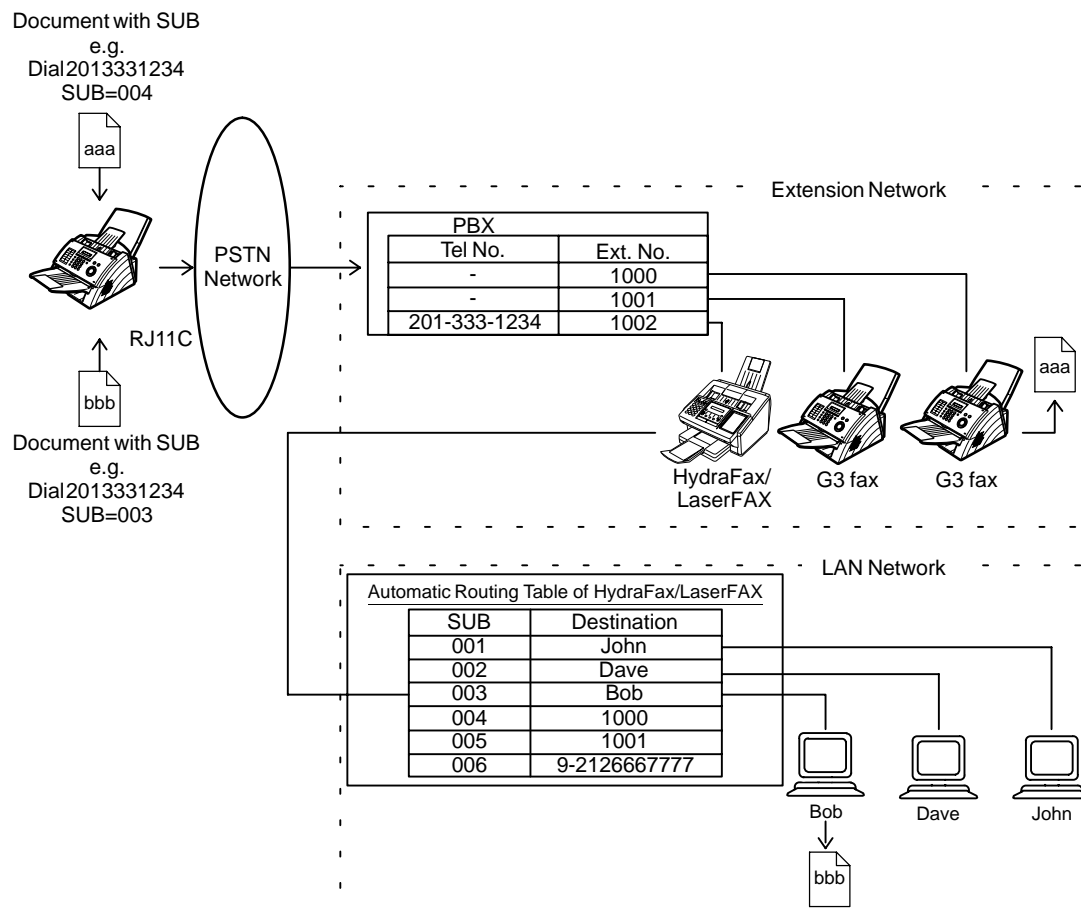 Document with SUB
e.g.
Dial 2013331234
SUB=004
aaa
PSTN
Network
RJ11C
bbb
Document with SUB
e.g.
Dial 2013331234
SUB=003
Extension Network
PBX
Tel No. Ext. No.
- 1000
- 1001
201-333-1234 1002
aaa
HydraFax/
LaserFAX
G3 fax
G3 fax
LAN Network
Automatic Routing Table of HydraFax/LaserFAX
SUB Destination
001 John
002 Dave
003 Bob
004 1000
005 1001
006 9-2126667777
Bob
Dave
John
bbb